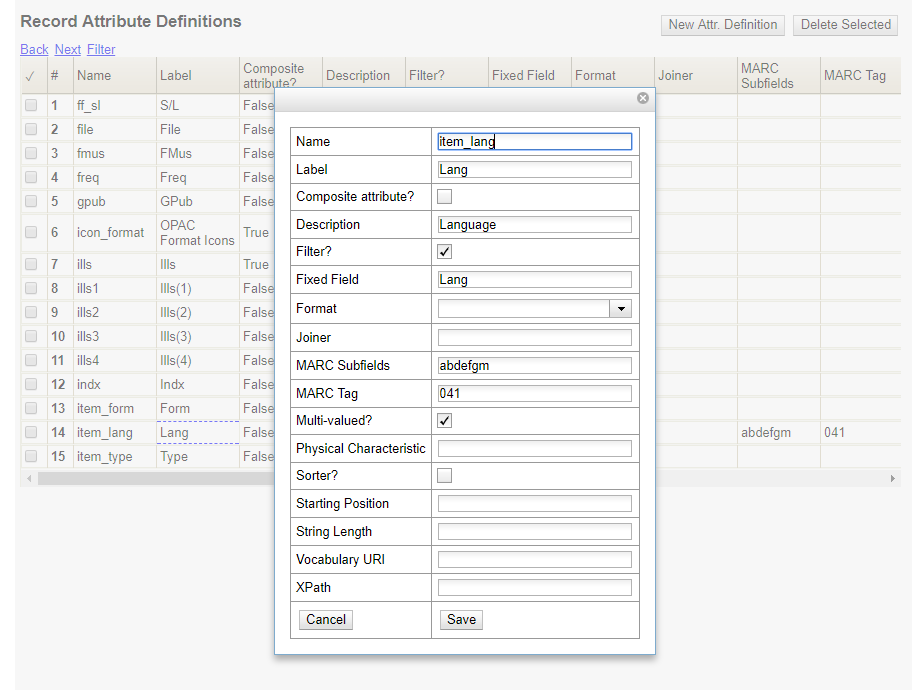 Record Attribute Definitions
New Attr. Definition Delete Selected
Back Next Filter
✓ # Name Label Composite attribute? Description Filter? Fixed Field Format Joiner MARC Subfields MARC Tag
1 ff_sl S/L False
2 file File False
3 fmus FMus False
4 freq Freq False
5 gpub GPub False
6 icon_format OPAC Format Icons True
7 ills Ills True
8 ills1 Ills(1) False
9 ills2 Ills(2) False
10 ills3 Ills(3) False
11 ills4 Ills(4) False
12 indx Indx False
13 item_form Form False
14 item_lang Lang False abdefgm 041
15 item_type Type False
Name item_lang
Label Lang
Composite attribute?
Description Language
Filter?
Fixed Field Lang
Format
Joiner
MARC Subfields abdefgm
MARC Tag 041
Multi-valued?
Physical Characteristic
Sorter?
Starting Position
String Length
Vocabulary URI
XPath
Cancel Save